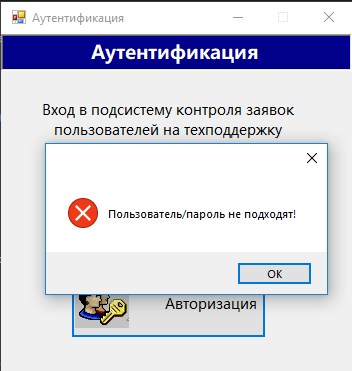 Аутентификация
Аутентификация
Вход в подсистему контроля заявок
пользователей на техподдержку
Пользователь/пароль не подходят!
ОК
Авторизация